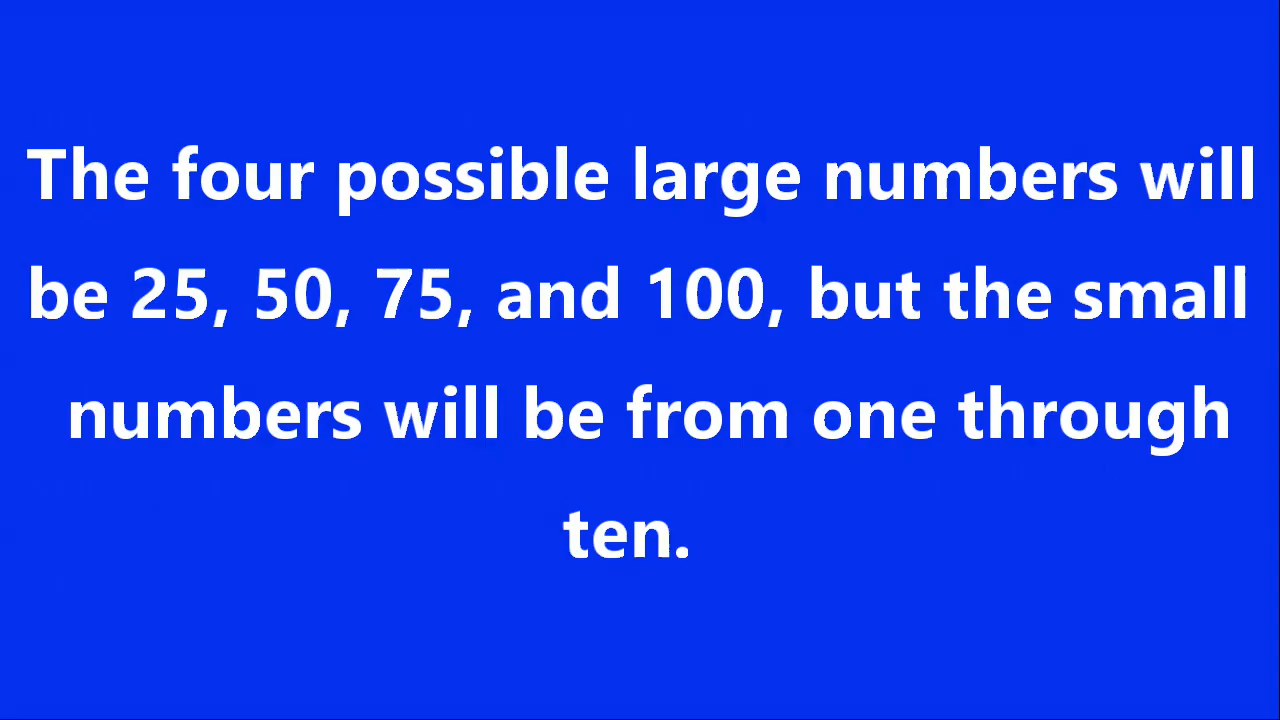 The four possible large numbers will
be 25, 50, 75, and 100, but the small
numbers will be from one through
ten.